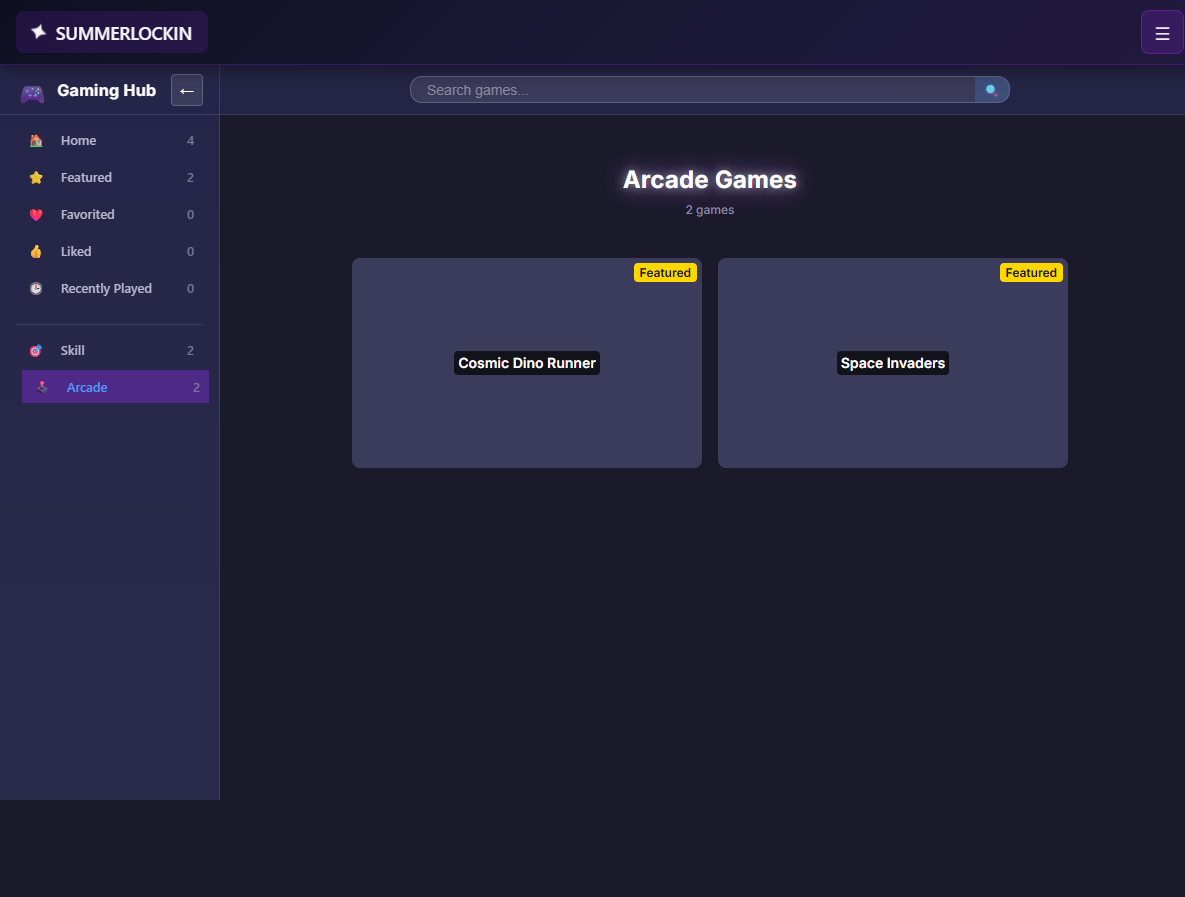 SUMMERLOCKIN
Gaming Hub
Search games...
Home 4
Featured 2
Favorited 0
Liked 0
Recently Played 0
Skill 2
Arcade 2
Arcade Games
2 games
Featured
Cosmic Dino Runner
Featured
Space Invaders